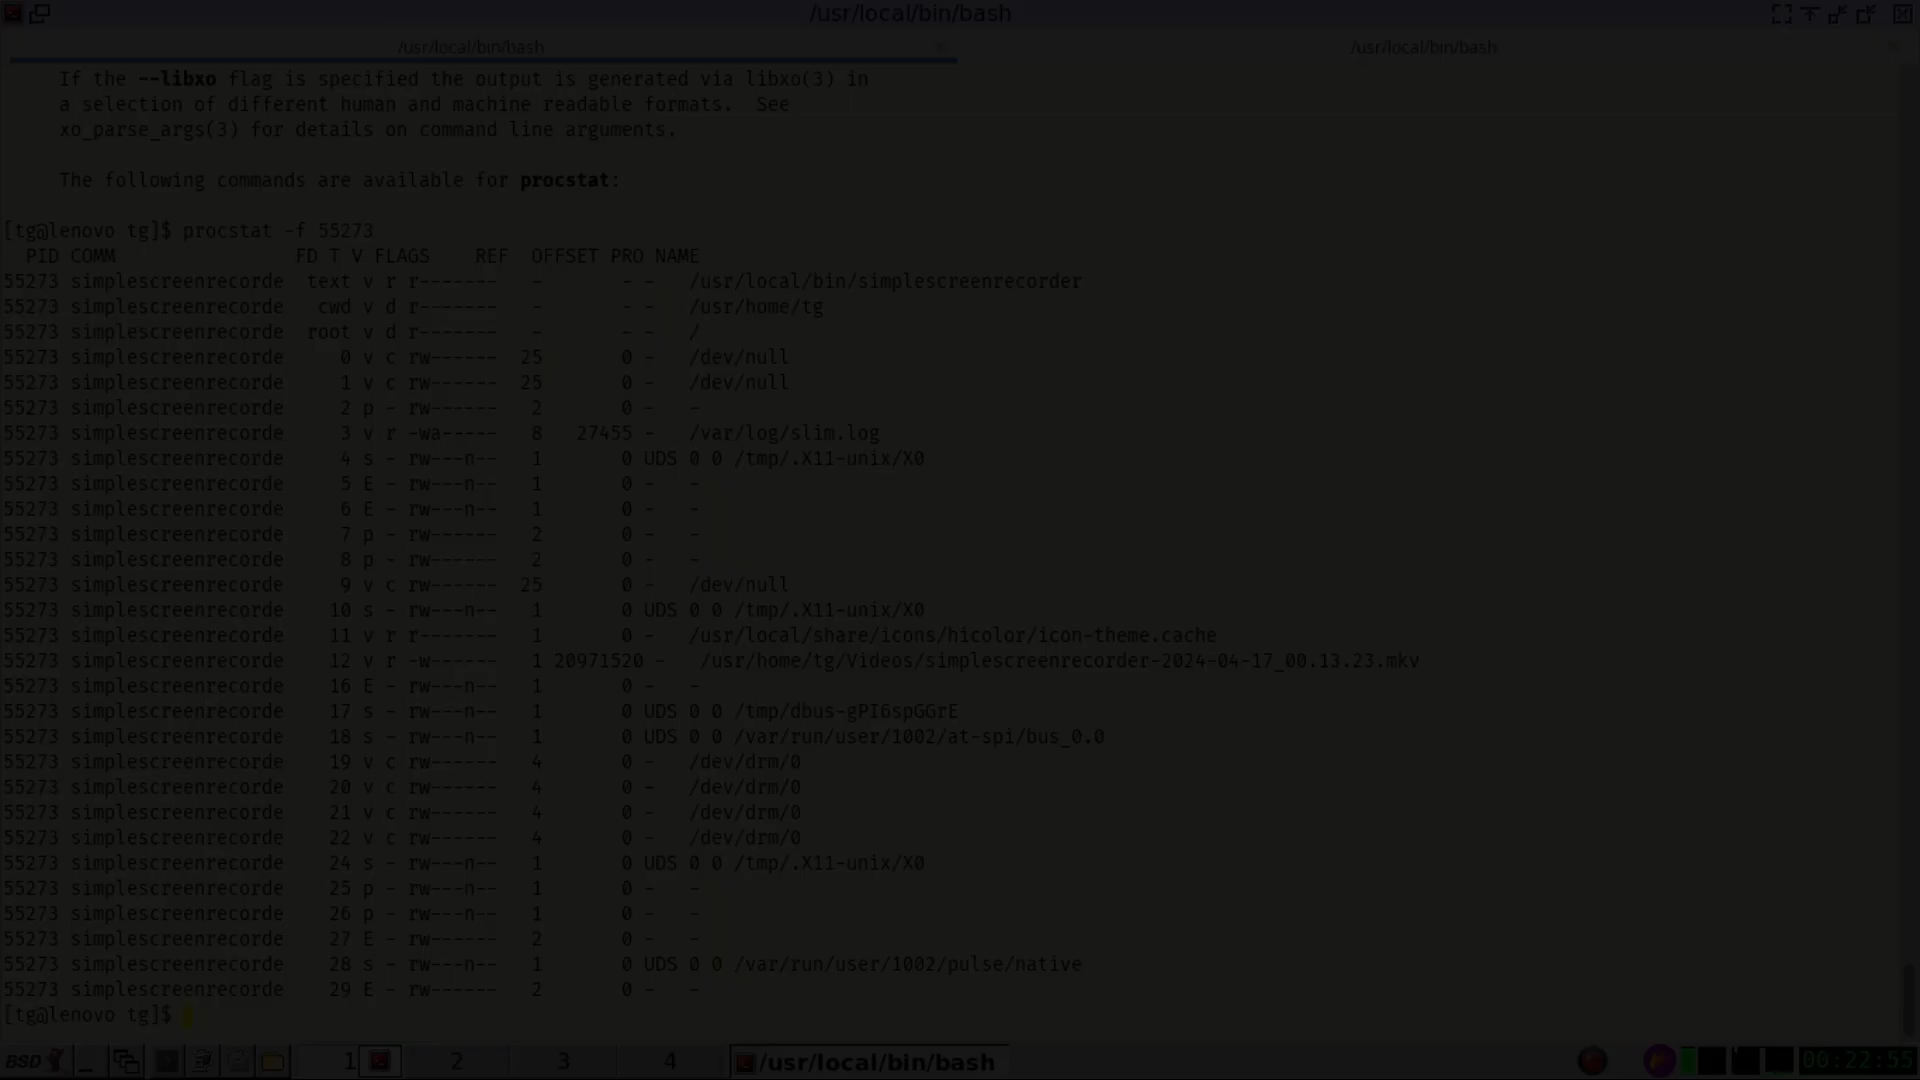 /usr/local/bin/bash
/usr/local/bin/bash
/usr/local/bin/bash
If the --libxo flag is specified the output is generated via libxo(3) in
a selection of different human and machine readable formats.  See
xo_parse_args(3) for details on command line arguments.
The following commands are available for procstat:
[tg@lenovo tg]$ procstat -f 55273
  PID COMM                FD T V FLAGS    REF  OFFSET PRO NAME
55273 simplescreenrecorde  text v r r-------   -       - -   /usr/local/bin/simplescreenrecorder
55273 simplescreenrecorde   cwd v d r-------   -       - -   /usr/home/tg
55273 simplescreenrecorde  root v d r-------   -       - -   /
55273 simplescreenrecorde     0 v c rw------  25       0 -   /dev/null
55273 simplescreenrecorde     1 v c rw------  25       0 -   /dev/null
55273 simplescreenrecorde     2 p - rw------   2       0 -   -
55273 simplescreenrecorde     3 v r -wa-----   8   27455 -   /var/log/slim.log
55273 simplescreenrecorde     4 s - rw---n--   1       0 UDS 0 0 /tmp/.X11-unix/X0
55273 simplescreenrecorde     5 E - rw---n--   1       0 -   -
55273 simplescreenrecorde     6 E - rw---n--   1       0 -   -
55273 simplescreenrecorde     7 p - rw------   2       0 -   -
55273 simplescreenrecorde     8 p - rw------   2       0 -   -
55273 simplescreenrecorde     9 v c rw------  25       0 -   /dev/null
55273 simplescreenrecorde    10 s - rw---n--   1       0 UDS 0 0 /tmp/.X11-unix/X0
55273 simplescreenrecorde    11 v r r-------   1       0 -   /usr/local/share/icons/hicolor/icon-theme.cache
55273 simplescreenrecorde    12 v r -w------   1 20971520 -   /usr/home/tg/Videos/simplescreenrecorder-2024-04-17_00.13.23.mkv
55273 simplescreenrecorde    16 E - rw---n--   1       0 -   -
55273 simplescreenrecorde    17 s - rw---n--   1       0 UDS 0 0 /tmp/dbus-gPI6spGGrE
55273 simplescreenrecorde    18 s - rw---n--   1       0 UDS 0 0 /var/run/user/1002/at-spi/bus_0.0
55273 simplescreenrecorde    19 v c rw------   4       0 -   /dev/drm/0
55273 simplescreenrecorde    20 v c rw------   4       0 -   /dev/drm/0
55273 simplescreenrecorde    21 v c rw------   4       0 -   /dev/drm/0
55273 simplescreenrecorde    22 v c rw------   4       0 -   /dev/drm/0
55273 simplescreenrecorde    24 s - rw---n--   1       0 UDS 0 0 /tmp/.X11-unix/X0
55273 simplescreenrecorde    25 p - rw---n--   1       0 -   -
55273 simplescreenrecorde    26 p - rw---n--   1       0 -   -
55273 simplescreenrecorde    27 E - rw------   2       0 -   -
55273 simplescreenrecorde    28 s - rw---n--   1       0 UDS 0 0 /var/run/user/1002/pulse/native
55273 simplescreenrecorde    29 E - rw------   2       0 -   -
[tg@lenovo tg]$
BSD 1 2 3 4 /usr/local/bin/bash 00:22:55